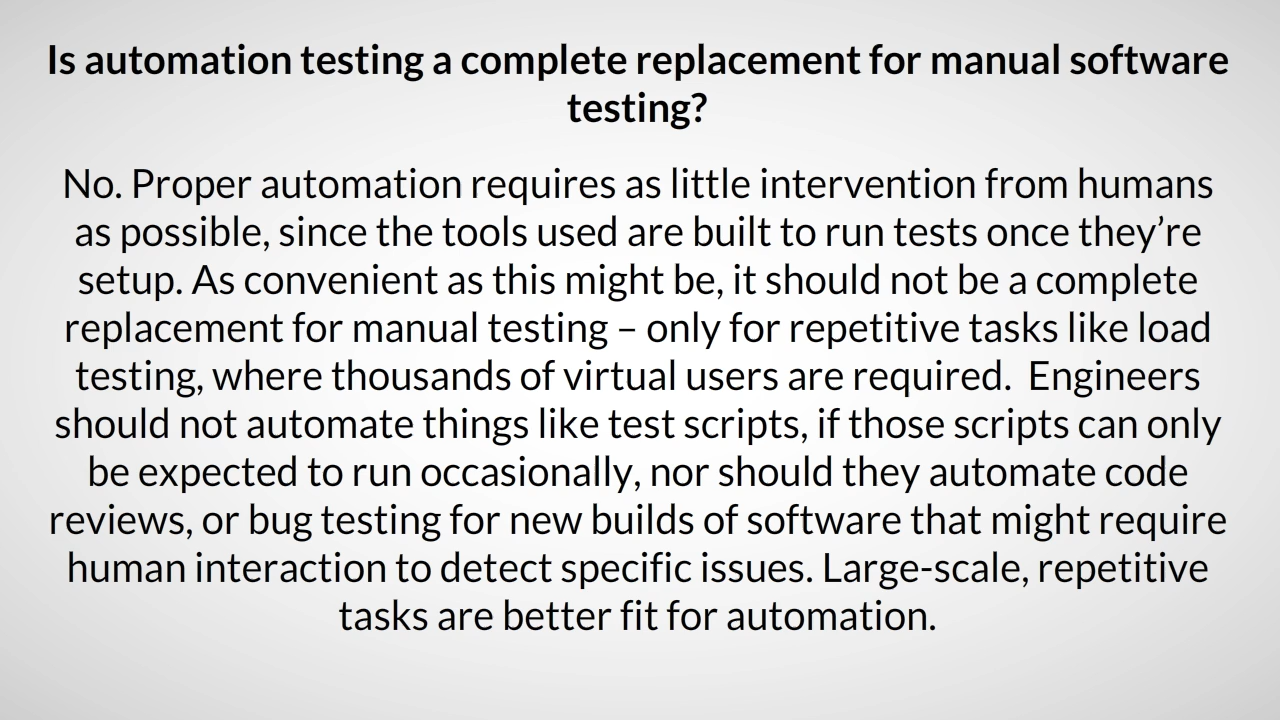 Is automation testing a complete replacement for manual software
testing?
No. Proper automation requires as little intervention from humans
as possible, since the tools used are built to run tests once they’re
setup. As convenient as this might be, it should not be a complete
replacement for manual testing – only for repetitive tasks like load
testing, where thousands of virtual users are required.  Engineers
should not automate things like test scripts, if those scripts can only
be expected to run occasionally, nor should they automate code
reviews, or bug testing for new builds of software that might require
human interaction to detect specific issues. Large-scale, repetitive
tasks are better fit for automation.